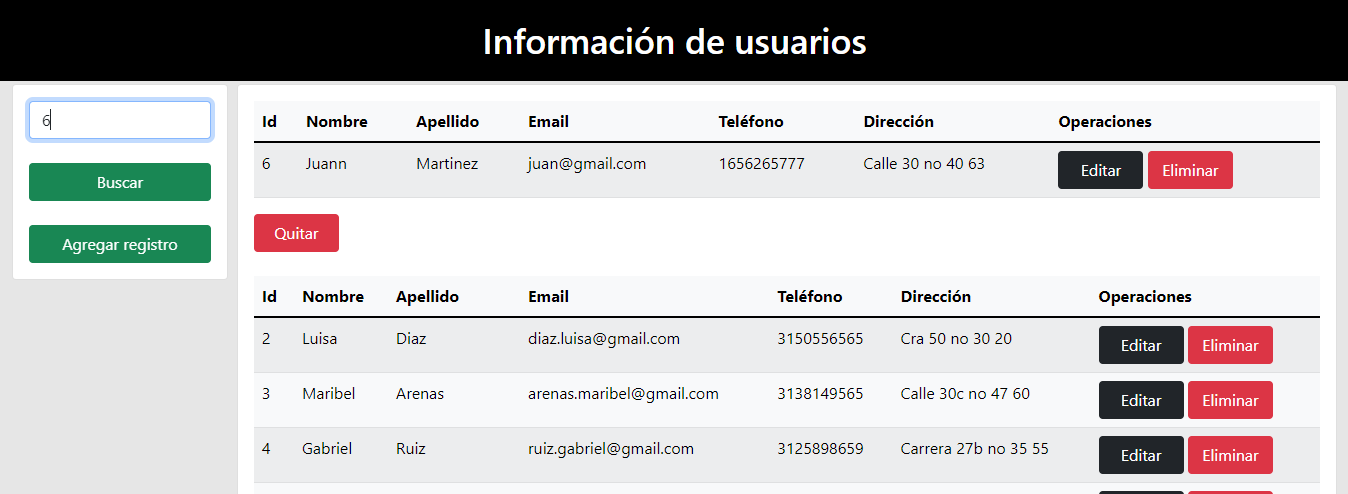 Información de usuarios
6
Buscar
Agregar registro
Id Nombre Apellido Email Teléfono Dirección Operaciones
6 Juann Martinez juan@gmail.com 1656265777 Calle 30 no 40 63 Editar Eliminar
Quitar
Id Nombre Apellido Email Teléfono Dirección Operaciones
2 Luisa Diaz diaz.luisa@gmail.com 3150556565 Cra 50 no 30 20 Editar Eliminar
3 Maribel Arenas arenas.maribel@gmail.com 3138149565 Calle 30c no 47 60 Editar Eliminar
4 Gabriel Ruiz ruiz.gabriel@gmail.com 3125898659 Carrera 27b no 35 55 Editar Eliminar